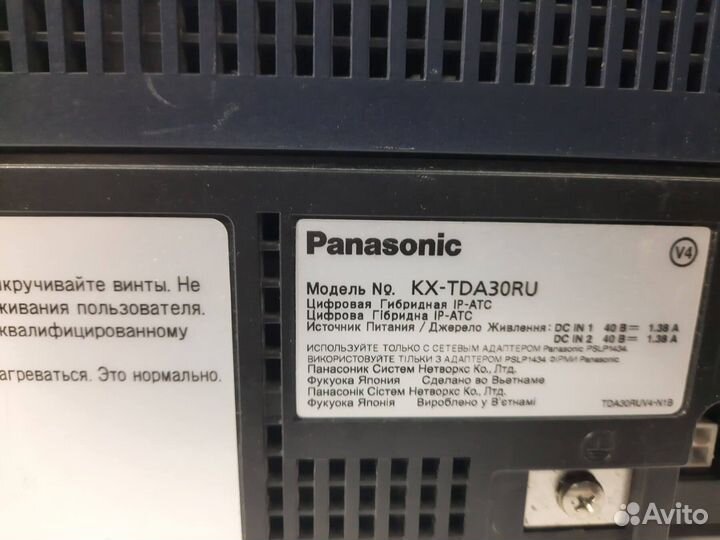 акручивайте винты. Не
живания пользователя.
квалифицированному
агреваться. Это нормально.
Panasonic
V4
Модель №. KX-TDA30RU
Цифровая Гибридная IP-АТС
Цифрова Гібридна IP-АТС
Источник Питания / Джерело Живлення: DC IN 1 40 В 1.38 А
DC IN 2 40 В 1.38 А
ИСПОЛЬЗУЙТЕ ТОЛЬКО С СЕТЕВЫМ АДАПТЕРОМ Panasonic PSLP1434.
ВИКОРИСТОВУЙТЕ ТІЛЬКИ З АДАПТЕРОМ PSLP1434 ФІРМИ Panasonic.
Панасоник Систем Нетворкс Ко., Лтд.
Фукуока Япония Сделано во Вьетнаме
Панасонік Систем Нетворкс Ко., Лтд.
Фукуока Японія Вироблено у В'єтнамі
TDA30RUV4-N1B
Avito